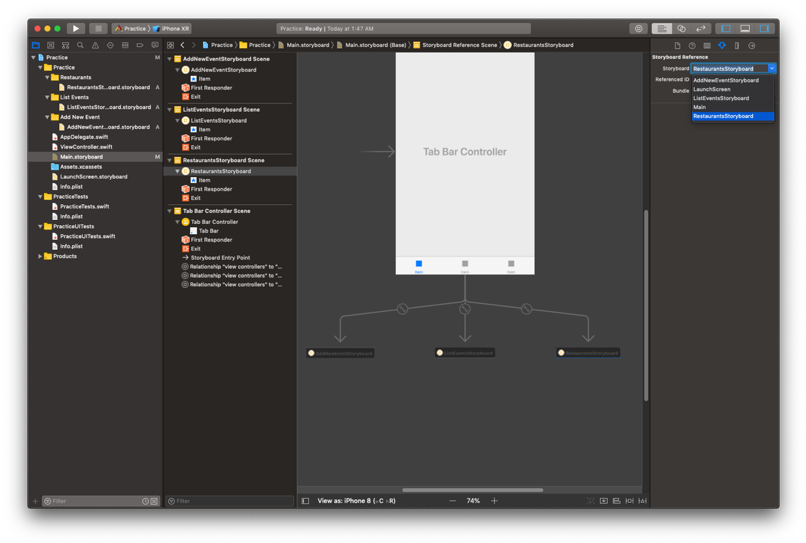 Practice
iPhone XR
Practice: Ready | Today at 1:47 AM
Practice
Practice
Main.storyboard
Main.storyboard (Base)
Storyboard Reference Scene
RestaurantsStoryboard
Practice M
Practice
Restaurants
RestaurantsSt...oard.storyboard A
List Events
ListEventsStor...oard.storyboard A
Add New Event
AddNewEvent...oard.storyboard A
AppDelegate.swift
ViewController.swift
Main.storyboard M
Assets.xcassets
LaunchScreen.storyboard
Info.plist
PracticeTests
PracticeTests.swift
Info.plist
PracticeUITests
PracticeUITests.swift
Info.plist
Products
Filter
AddNewEventStoryboard Scene
AddNewEventStoryboard
Item
First Responder
Exit
ListEventsStoryboard Scene
ListEventsStoryboard
Item
First Responder
Exit
RestaurantsStoryboard Scene
RestaurantsStoryboard
Item
First Responder
Exit
Tab Bar Controller Scene
Tab Bar Controller
Tab Bar
First Responder
Exit
Storyboard Entry Point
Relationship "view controllers" to "...
Relationship "view controllers" to "...
Relationship "view controllers" to "...
Filter
Tab Bar Controller
Item
Item
Item
AddNewEventStoryboard
ListEventsStoryboard
RestaurantsStoryboard
View as: iPhone 8 (wC hR)
74%
Storyboard Reference
Storyboard RestaurantsStoryboard
Referenced ID
Bundle
AddNewEventStoryboard
LaunchScreen
ListEventsStoryboard
Main
RestaurantsStoryboard